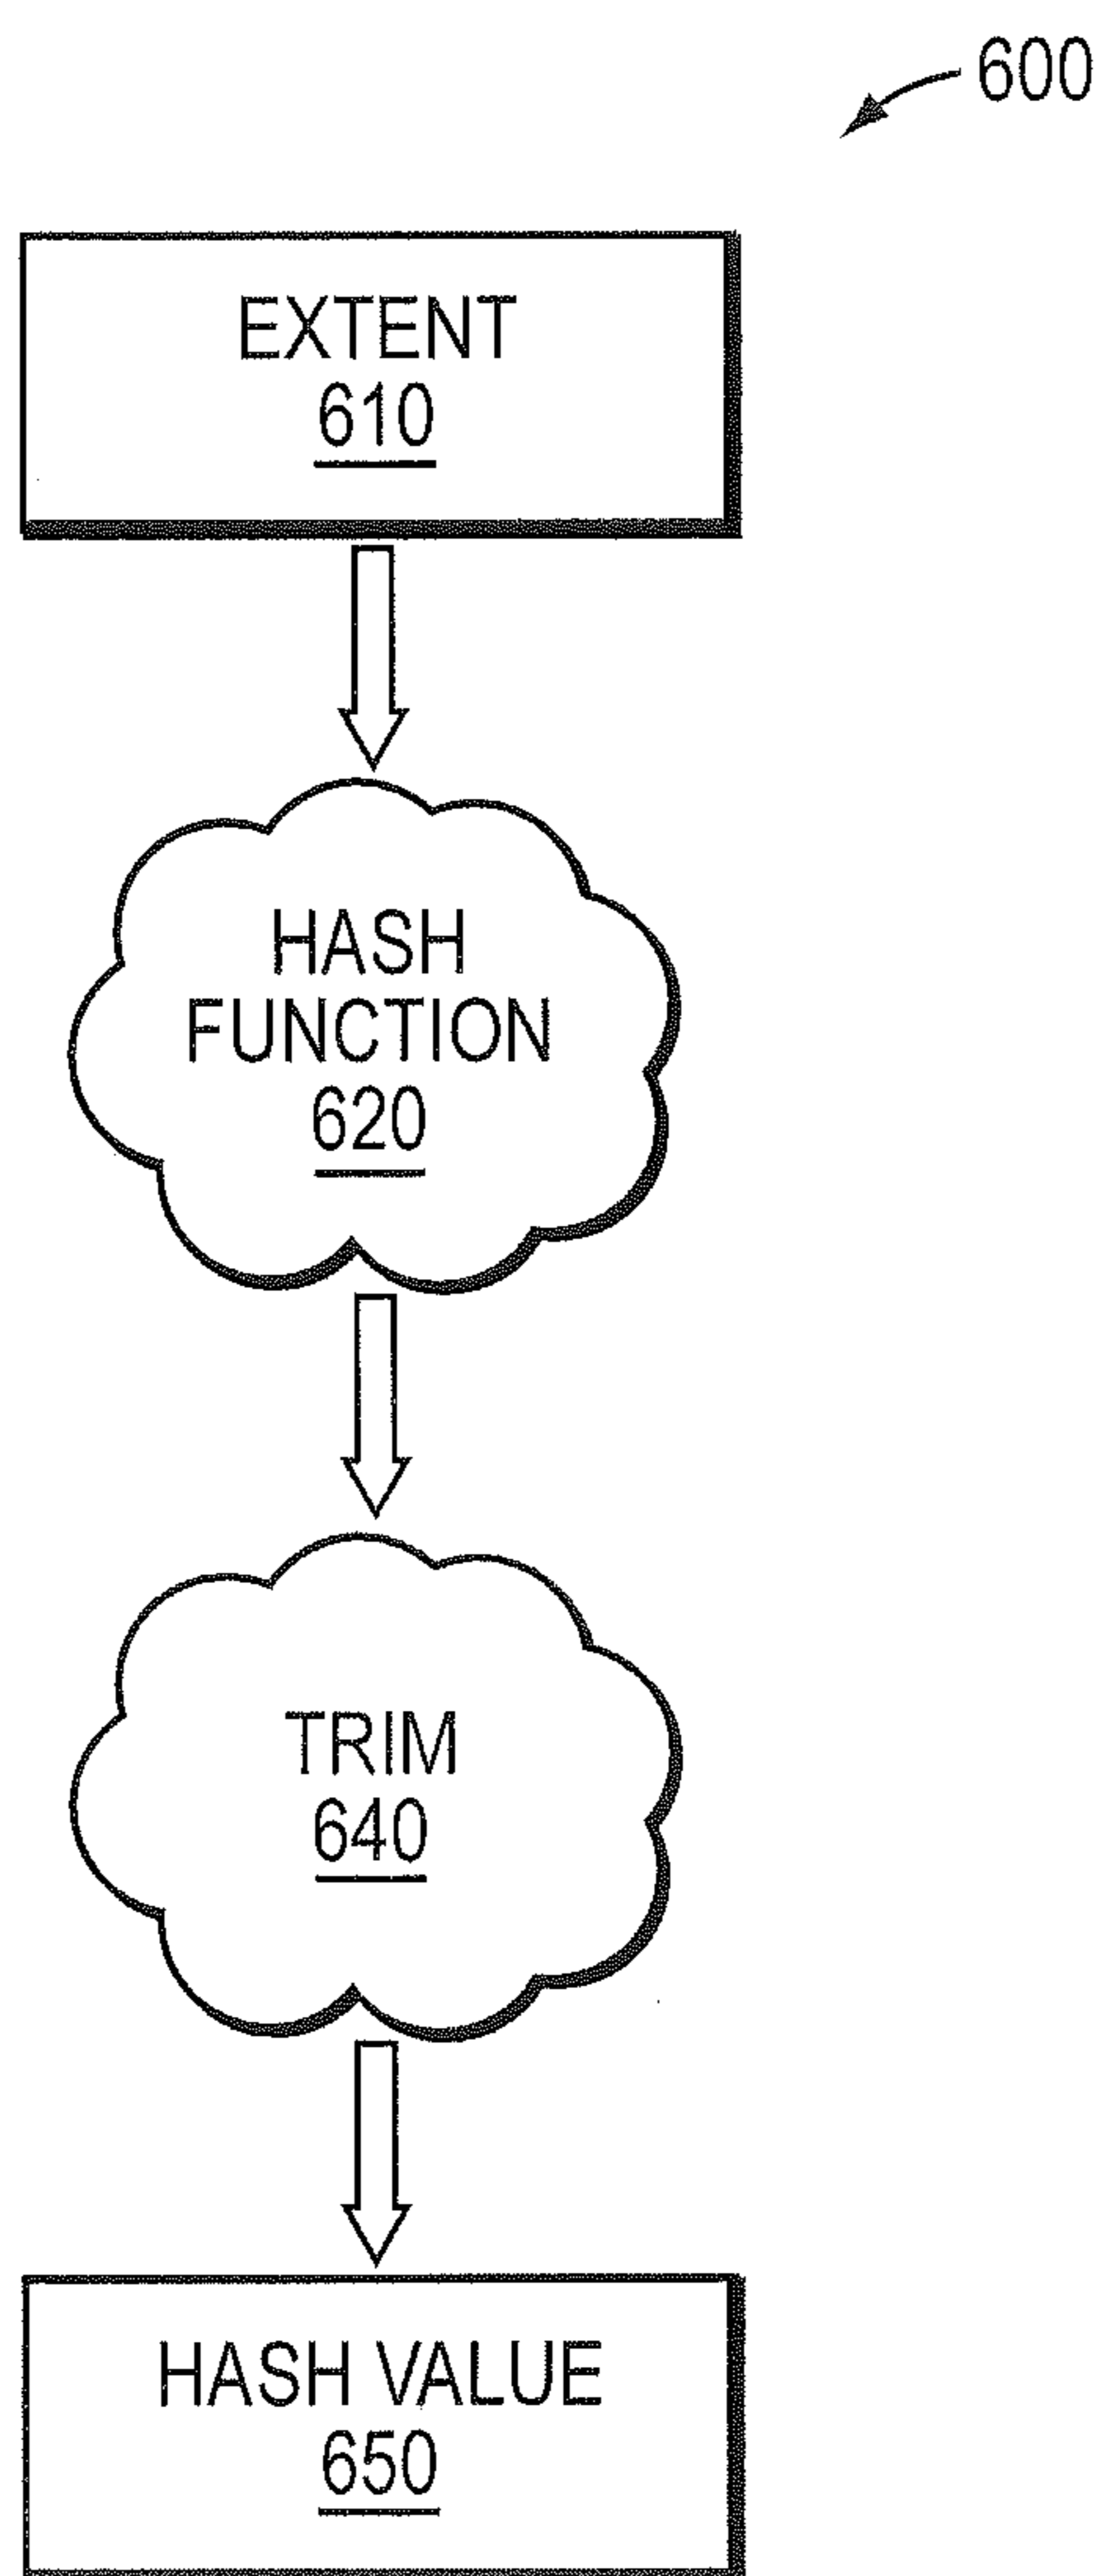 600
EXTENT
610
HASH
FUNCTION
620
TRIM
640
HASH VALUE
650